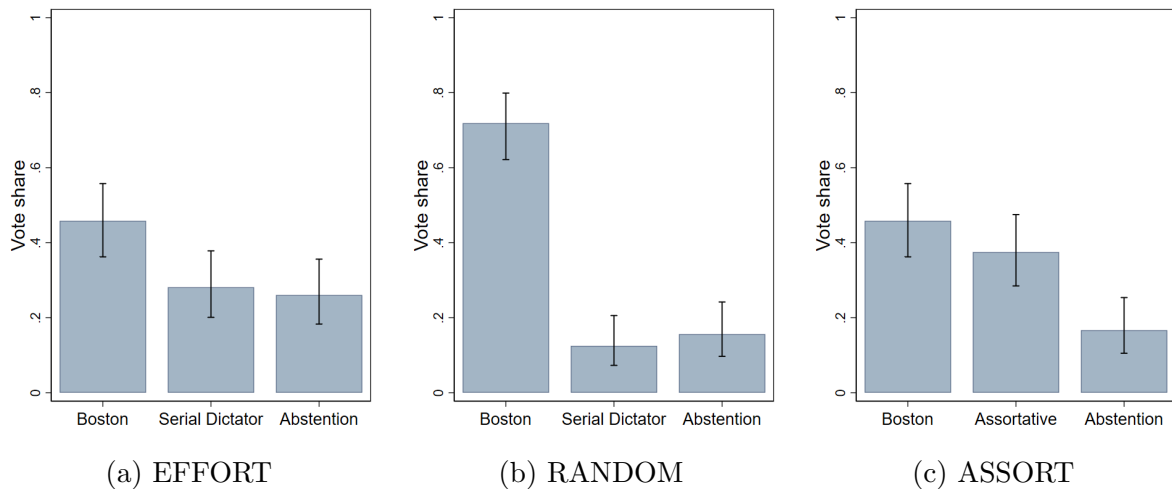 Vote share
0 .2 .4 .6 .8 1
Boston Serial Dictator Abstention
(a) EFFORT
Vote share
0 .2 .4 .6 .8 1
Boston Serial Dictator Abstention
(b) RANDOM
Vote share
0 .2 .4 .6 .8 1
Boston Assortative Abstention
(c) ASSORT